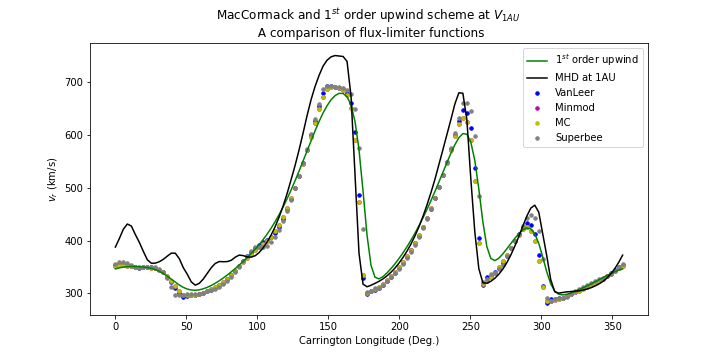 MacCormack and 1st order upwind scheme at V1AU
A comparison of flux-limiter functions
1st order upwind
MHD at 1AU
VanLeer
Minmod
MC
Superbee
vr (km/s)
700
600
500
400
300
0 50 100 150 200 250 300 350
Carrington Longitude (Deg.)